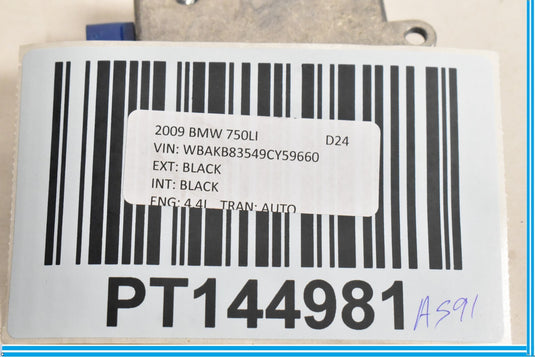 2009 BMW 750LI D24
VIN: WBAKB83549CY59660
EXT: BLACK
INT: BLACK
ENG: 4.4L TRAN: AUTO
PT144981 AS91